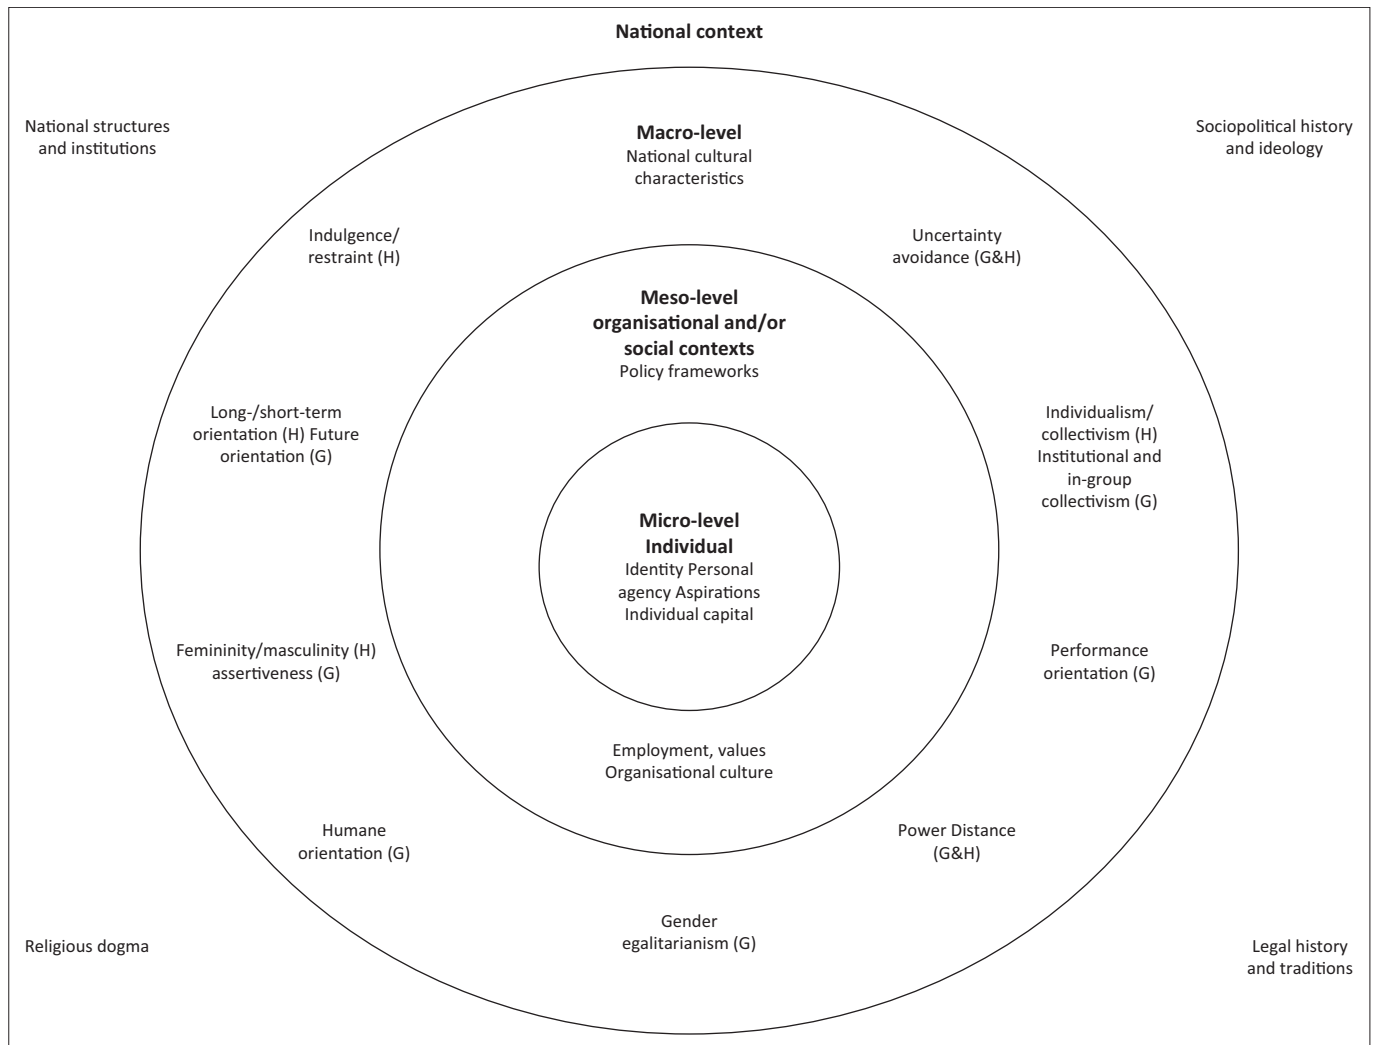 National context
National structures
and institutions
Sociopolitical history
and ideology
Macro-level
National cultural
characteristics
Indulgence/
restraint (H)
Uncertainty
avoidance (G&H)
Meso-level
organisational and/or
social contexts
Policy frameworks
Long-/short-term
orientation (H) Future
orientation (G)
Individualism/
collectivism (H)
Institutional and
in-group
collectivism (G)
Micro-level
Individual
Identity Personal
agency Aspirations
Individual capital
Femininity/masculinity (H)
assertiveness (G)
Performance
orientation (G)
Employment, values
Organisational culture
Humane
orientation (G)
Power Distance
(G&H)
Gender
egalitarianism (G)
Religious dogma
Legal history
and traditions